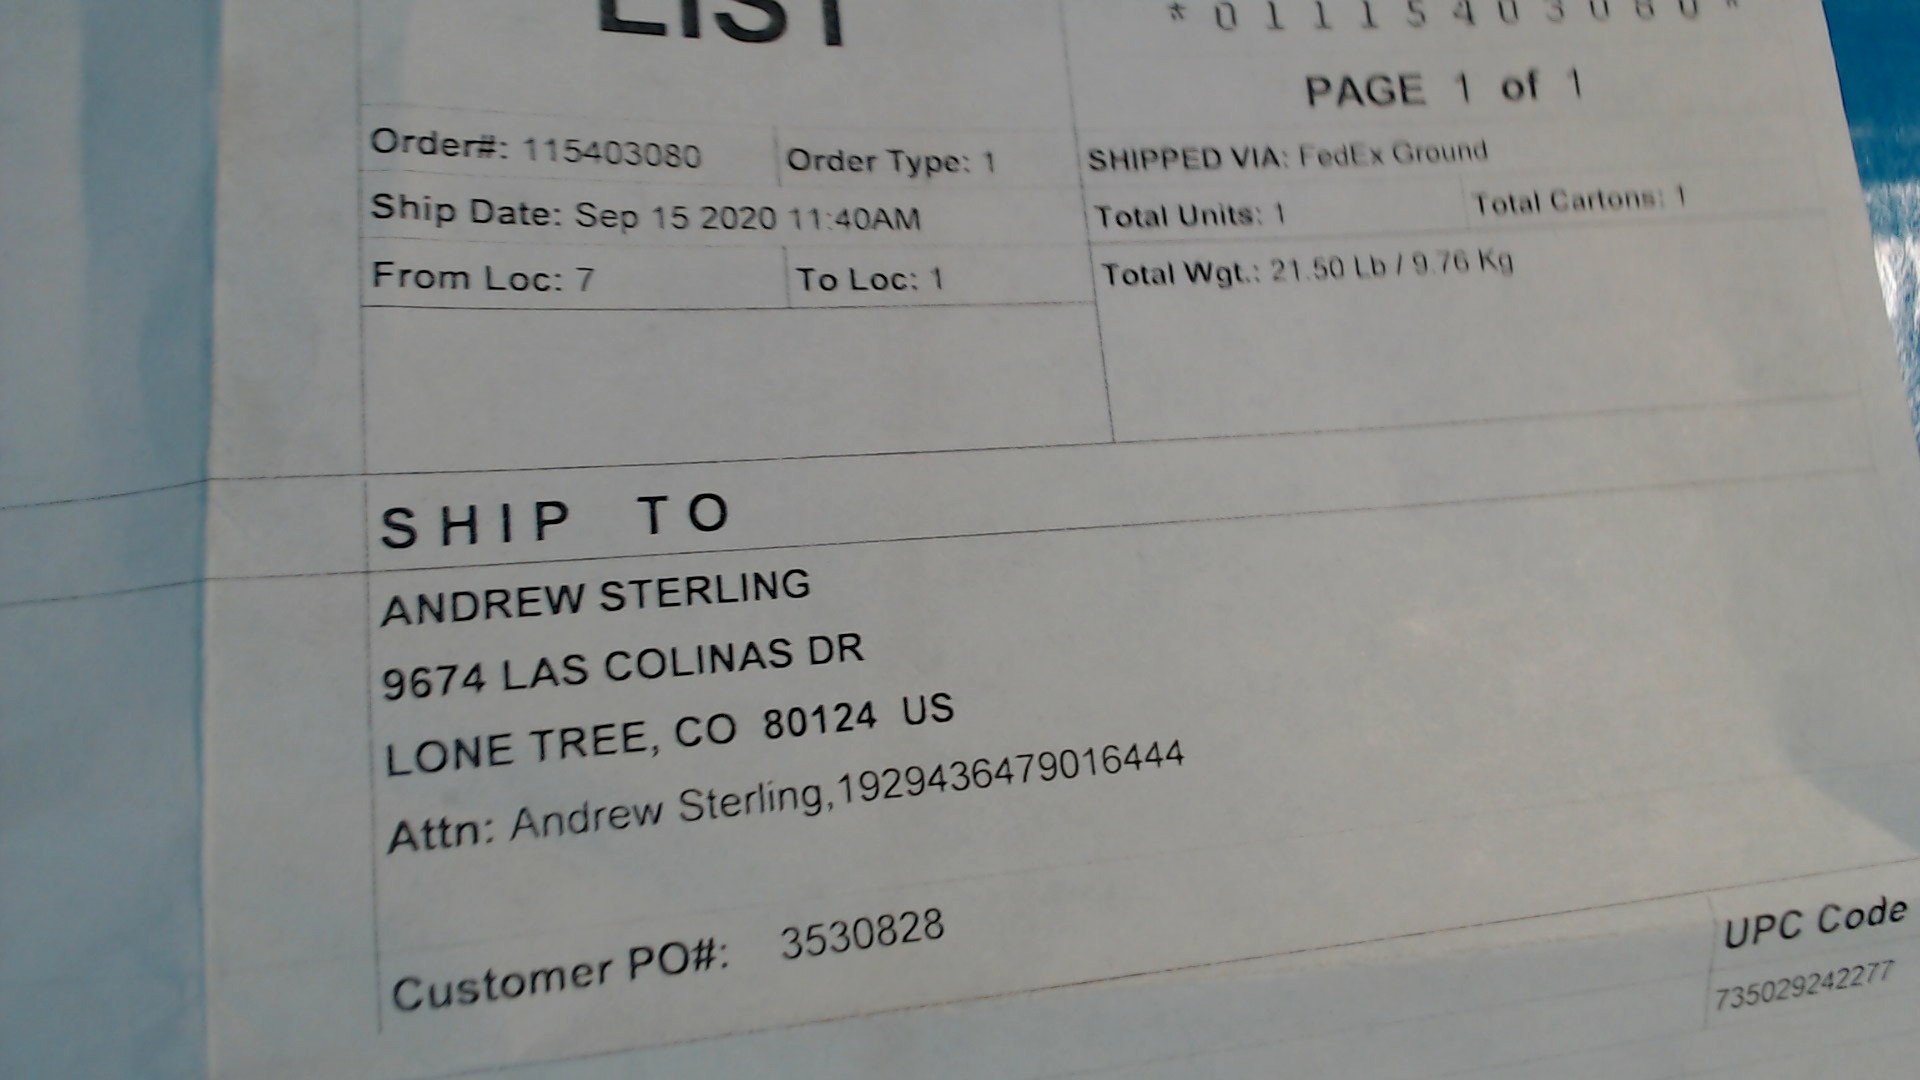 LIST
*01115403080*
PAGE 1 of 1
Order#: 115403080 Order Type: 1 SHIPPED VIA: FedEx Ground
Ship Date: Sep 15 2020 11:40AM Total Units: 1 Total Cartons: 1
From Loc: 7 To Loc: 1 Total Wgt.: 21.50 Lb / 9.76 Kg
SHIP TO
ANDREW STERLING
9674 LAS COLINAS DR
LONE TREE, CO 80124 US
Attn: Andrew Sterling,1929436479016444
Customer PO#: 3530828
UPC Code
735029242277